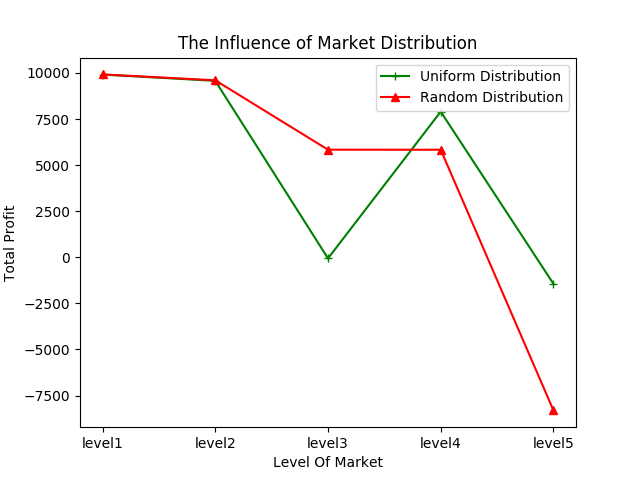 The Influence of Market Distribution
Uniform Distribution
Random Distribution
10000
7500
5000
2500
0
−2500
−5000
−7500
Total Profit
level1
level2
level3
level4
level5
Level Of Market